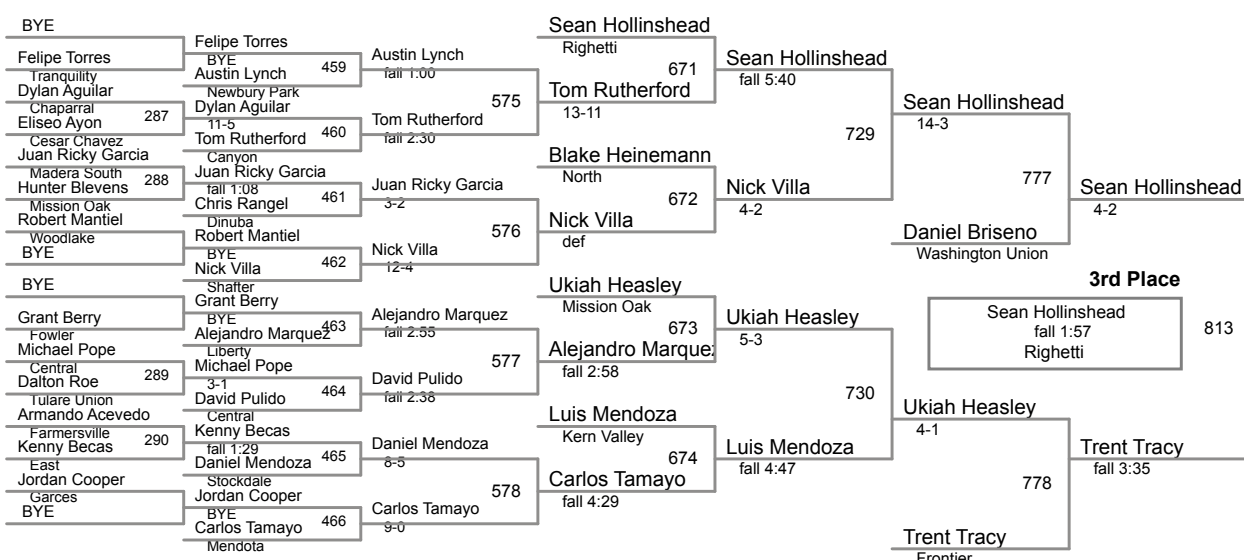 BYE
Felipe Torres
Tranquility
Dylan Aguilar
Chaparral
287
Eliseo Ayon
Cesar Chavez
Juan Ricky Garcia
Madera South
288
Hunter Blevens
Mission Oak
Robert Mantiel
Woodlake
BYE
BYE
Grant Berry
Fowler
Michael Pope
Central
289
Dalton Roe
Tulare Union
Armando Acevedo
Farmersville
290
Kenny Becas
East
Jordan Cooper
Garces
BYE
Felipe Torres
BYE
459
Austin Lynch
Newbury Park
Dylan Aguilar
11-5
460
Tom Rutherford
Canyon
Juan Ricky Garcia
fall 1:08
461
Chris Rangel
Dinuba
Robert Mantiel
BYE
462
Nick Villa
Shafter
Grant Berry
BYE
463
Alejandro Marquez
Liberty
Michael Pope
3-1
464
David Pulido
Central
Kenny Becas
fall 1:29
465
Daniel Mendoza
Stockdale
Jordan Cooper
BYE
466
Carlos Tamayo
Mendota
Austin Lynch
fall 1:00
575
Tom Rutherford
fall 2:30
Juan Ricky Garcia
3-2
576
Nick Villa
12-4
Alejandro Marquez
fall 2:55
577
David Pulido
fall 2:38
Daniel Mendoza
8-5
578
Carlos Tamayo
9-0
Sean Hollinshead
Righetti
671
Tom Rutherford
13-11
Blake Heinemann
North
672
Nick Villa
def
Ukiah Heasley
Mission Oak
673
Alejandro Marquez
fall 2:58
Luis Mendoza
Kern Valley
674
Carlos Tamayo
fall 4:29
Sean Hollinshead
fall 5:40
729
Nick Villa
4-2
Ukiah Heasley
5-3
730
Luis Mendoza
fall 4:47
Sean Hollinshead
14-3
777
Daniel Briseno
Washington Union
Ukiah Heasley
4-1
778
Trent Tracy
Frontier
Sean Hollinshead
4-2
3rd Place
Sean Hollinshead
fall 1:57
813
Righetti
Trent Tracy
fall 3:35